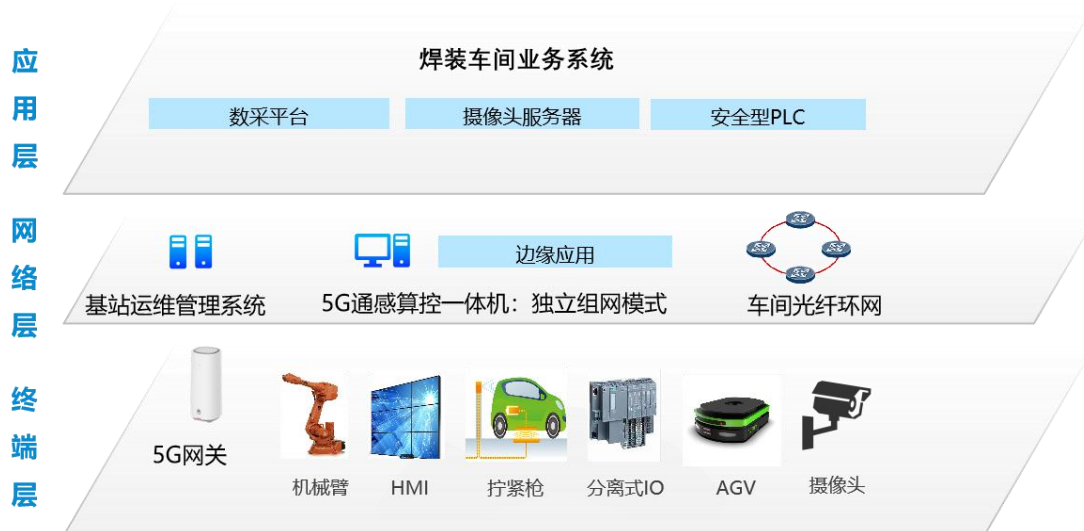 应用层
焊装车间业务系统
数采平台
摄像头服务器
安全型PLC
网络层
边缘应用
基站运维管理系统
5G通感算控一体机：独立组网模式
车间光纤环网
终端层
5G网关
机械臂
HMI
拧紧枪
分离式IO
AGV
摄像头